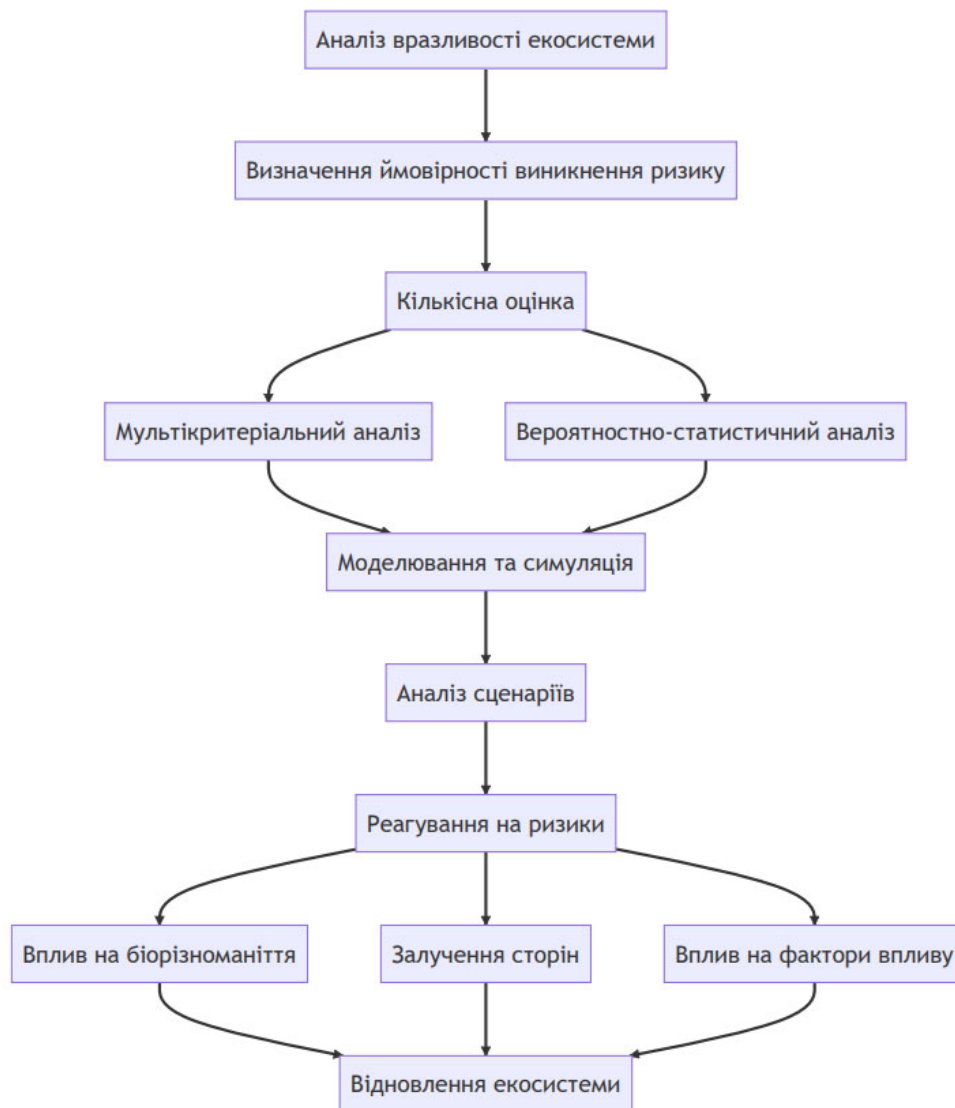 Аналіз вразливості екосистеми
Визначення ймовірності виникнення ризику
Кількісна оцінка
Мультікритеріальний аналіз
Вероятностно-статистичний аналіз
Моделювання та симуляція
Аналіз сценаріїв
Реагування на ризики
Вплив на біорізноманіття
Залучення сторін
Вплив на фактори впливу
Відновлення екосистеми